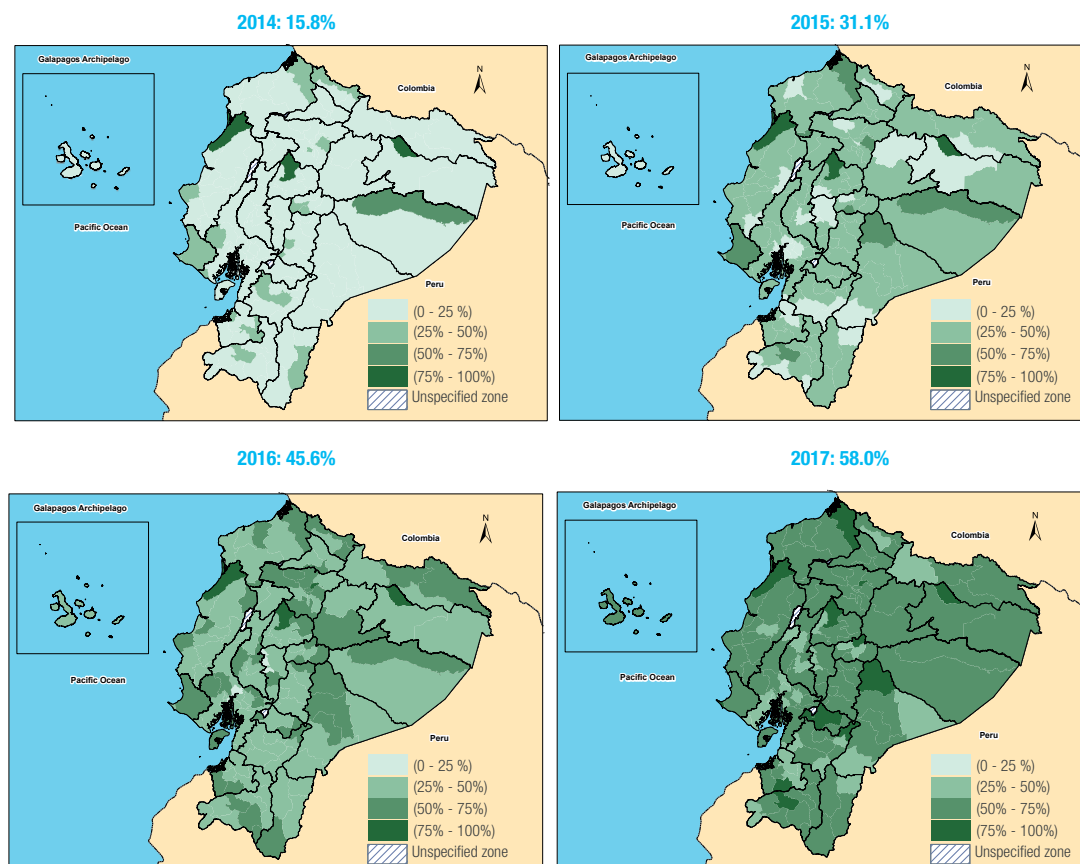 2014: 15.8%
Galapagos Archipelago
N
Colombia
Pacific Ocean
Peru
(0 - 25 %)
(25% - 50%)
(50% - 75%)
(75% - 100%)
Unspecified zone
2015: 31.1%
Galapagos Archipelago
N
Colombia
Pacific Ocean
Peru
(0 - 25 %)
(25% - 50%)
(50% - 75%)
(75% - 100%)
Unspecified zone
2016: 45.6%
Galapagos Archipelago
N
Colombia
Pacific Ocean
Peru
(0 - 25 %)
(25% - 50%)
(50% - 75%)
(75% - 100%)
Unspecified zone
2017: 58.0%
Galapagos Archipelago
N
Colombia
Pacific Ocean
Peru
(0 - 25 %)
(25% - 50%)
(50% - 75%)
(75% - 100%)
Unspecified zone